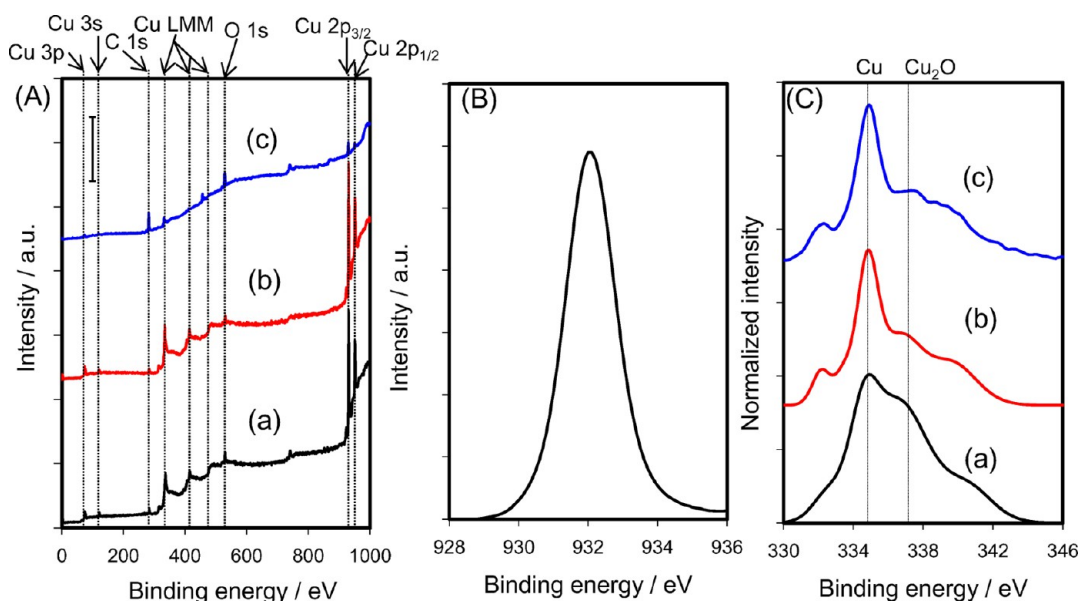 Cu 3s
Cu 3p
C 1s
Cu LMM
O 1s
Cu 2p3/2
Cu 2p1/2
(A)
(c)
(b)
(a)
Intensity / a.u.
0 200 400 600 800 1000
Binding energy / eV
(B)
Intensity / a.u.
928 930 932 934 936
Binding energy / eV
Cu
Cu2O
(C)
(c)
(b)
(a)
Normalized intensity
330 334 338 342 346
Binding energy / eV